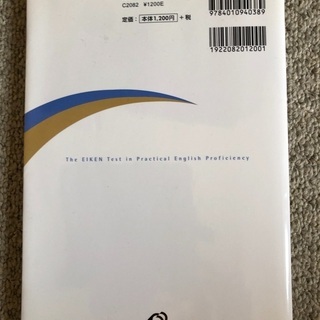 9784010940389
C2082 ¥1200E
定価： 本体1,200円 ＋税
1922082012001
The EIKEN Test in Practical English Proficiency